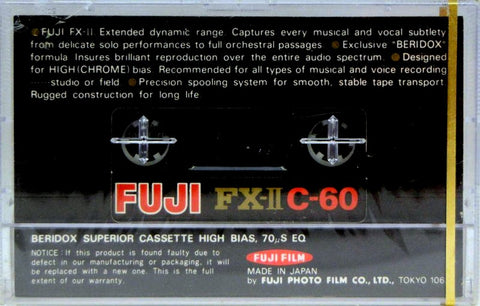 FUJI FX-II Extended dynamic range. Captures every musical and vocal subtlety
from delicate solo performances to full orchestral passages Exclusive "BERIDOX"
formula Insures brilliant reproduction over the entire audio spectrum. Designed
for HIGH (CHROME) bias. Recommended for all types of musical and voice recording
studio or field Precision spooling system for smooth, stable tape transport.
Rugged construction for long life.
FUJI FX-II C-60
BERIDOX SUPERIOR CASSETTE HIGH BIAS, 70µS EQ
NOTICE: If this product is found faulty due to
defect in our manufacturing or packaging, it will
be replaced with a new one. This is the full
extent of our warranty.
FUJI FILM
MADE IN JAPAN
by FUJI PHOTO FILM CO., LTD., TOKYO 106